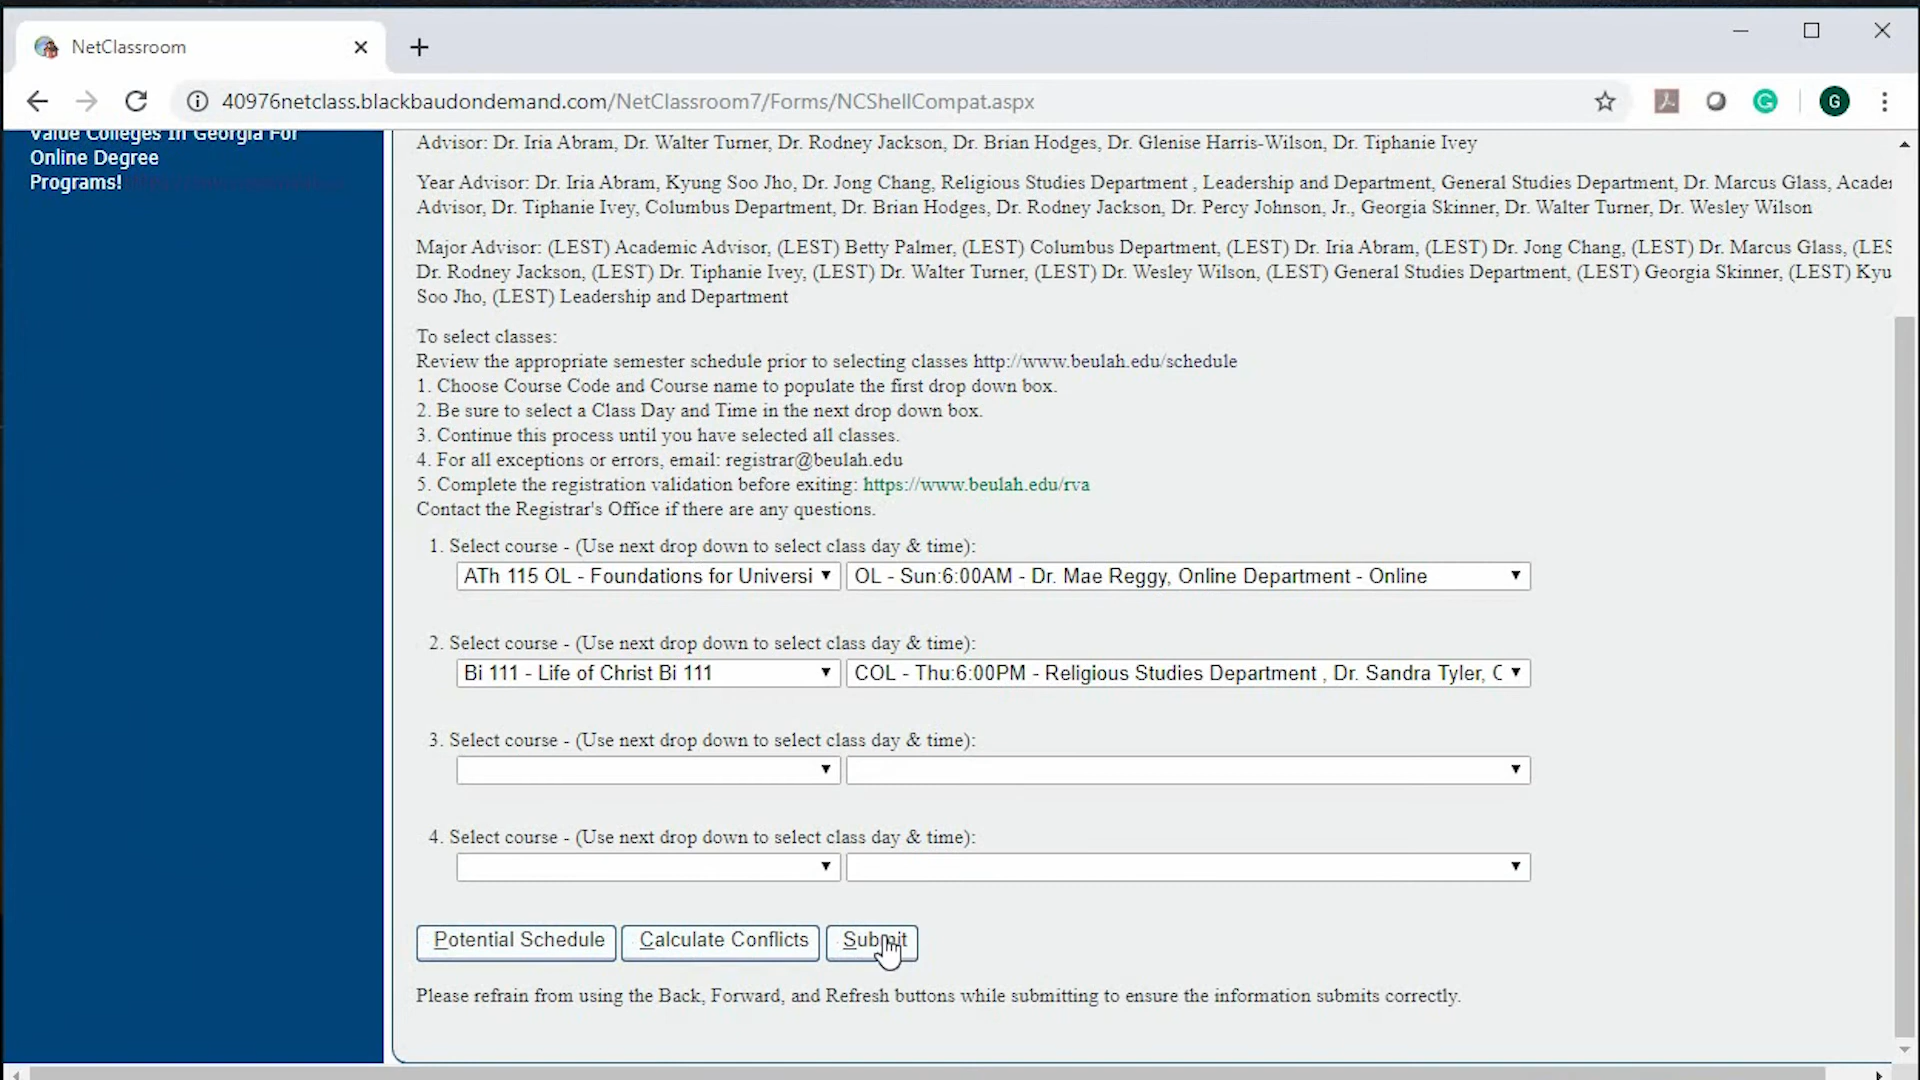 NetClassroom
40976netclass.blackbaudondemand.com/NetClassroom7/Forms/NCShellCompat.aspx
G
Value Colleges In Georgia For
Online Degree
Programs!
Advisor: Dr. Iria Abram, Dr. Walter Turner, Dr. Rodney Jackson, Dr. Brian Hodges, Dr. Glenise Harris-Wilson, Dr. Tiphanie Ivey
Year Advisor: Dr. Iria Abram, Kyung Soo Jho, Dr. Jong Chang, Religious Studies Department , Leadership and Department, General Studies Department, Dr. Marcus Glass, Acader
Advisor, Dr. Tiphanie Ivey, Columbus Department, Dr. Brian Hodges, Dr. Rodney Jackson, Dr. Percy Johnson, Jr., Georgia Skinner, Dr. Walter Turner, Dr. Wesley Wilson
Major Advisor: (LEST) Academic Advisor, (LEST) Betty Palmer, (LEST) Columbus Department, (LEST) Dr. Iria Abram, (LEST) Dr. Jong Chang, (LEST) Dr. Marcus Glass, (LES
Dr. Rodney Jackson, (LEST) Dr. Tiphanie Ivey, (LEST) Dr. Walter Turner, (LEST) Dr. Wesley Wilson, (LEST) General Studies Department, (LEST) Georgia Skinner, (LEST) Kyu
Soo Jho, (LEST) Leadership and Department
To select classes:
Review the appropriate semester schedule prior to selecting classes http://www.beulah.edu/schedule
1. Choose Course Code and Course name to populate the first drop down box.
2. Be sure to select a Class Day and Time in the next drop down box.
3. Continue this process until you have selected all classes.
4. For all exceptions or errors, email: registrar@beulah.edu
5. Complete the registration validation before exiting: https://www.beulah.edu/rva
Contact the Registrar's Office if there are any questions.
1. Select course - (Use next drop down to select class day & time):
ATh 115 OL - Foundations for Universi OL - Sun:6:00AM - Dr. Mae Reggy, Online Department - Online
2. Select course - (Use next drop down to select class day & time):
Bi 111 - Life of Christ Bi 111 COL - Thu:6:00PM - Religious Studies Department , Dr. Sandra Tyler, C
3. Select course - (Use next drop down to select class day & time):
4. Select course - (Use next drop down to select class day & time):
Potential Schedule Calculate Conflicts Submit
Please refrain from using the Back, Forward, and Refresh buttons while submitting to ensure the information submits correctly.